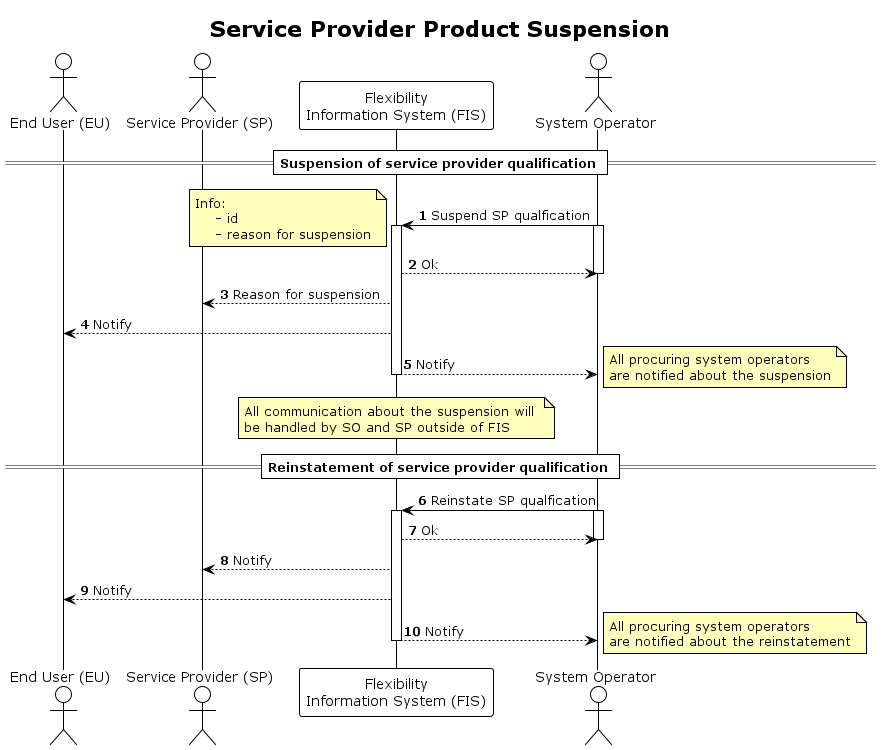 Service Provider Product Suspension
End User (EU)
Service Provider (SP)
Flexibility
Information System (FIS)
System Operator
Suspension of service provider qualification
Info:
- id
- reason for suspension
1 Suspend SP qualfication
2 Ok
3 Reason for suspension
4 Notify
5 Notify
All procuring system operators
are notified about the suspension
All communication about the suspension will
be handled by SO and SP outside of FIS
Reinstatement of service provider qualification
6 Reinstate SP qualfication
7 Ok
8 Notify
9 Notify
10 Notify
All procuring system operators
are notified about the reinstatement
End User (EU)
Service Provider (SP)
Flexibility
Information System (FIS)
System Operator